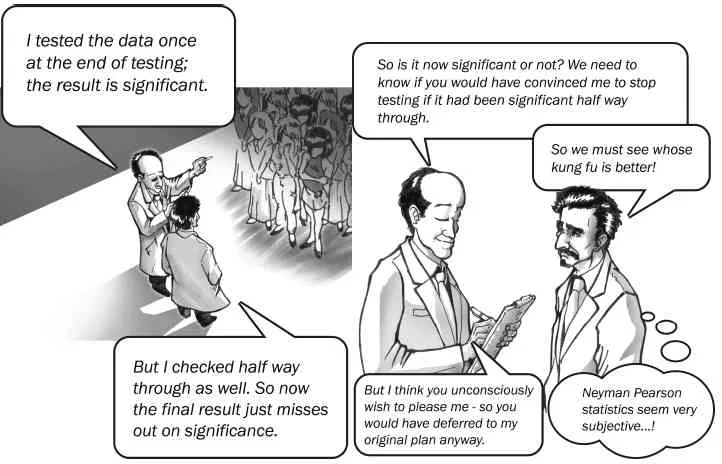 I tested the data once
at the end of testing;
the result is significant.
But I checked half way
through as well. So now
the final result just misses
out on significance.
So is it now significant or not? We need to
know if you would have convinced me to stop
testing if it had been significant half way
through.
So we must see whose
kung fu is better!
But I think you unconsciously
wish to please me - so you
would have deferred to my
original plan anyway.
Neyman Pearson
statistics seem very
subjective...!